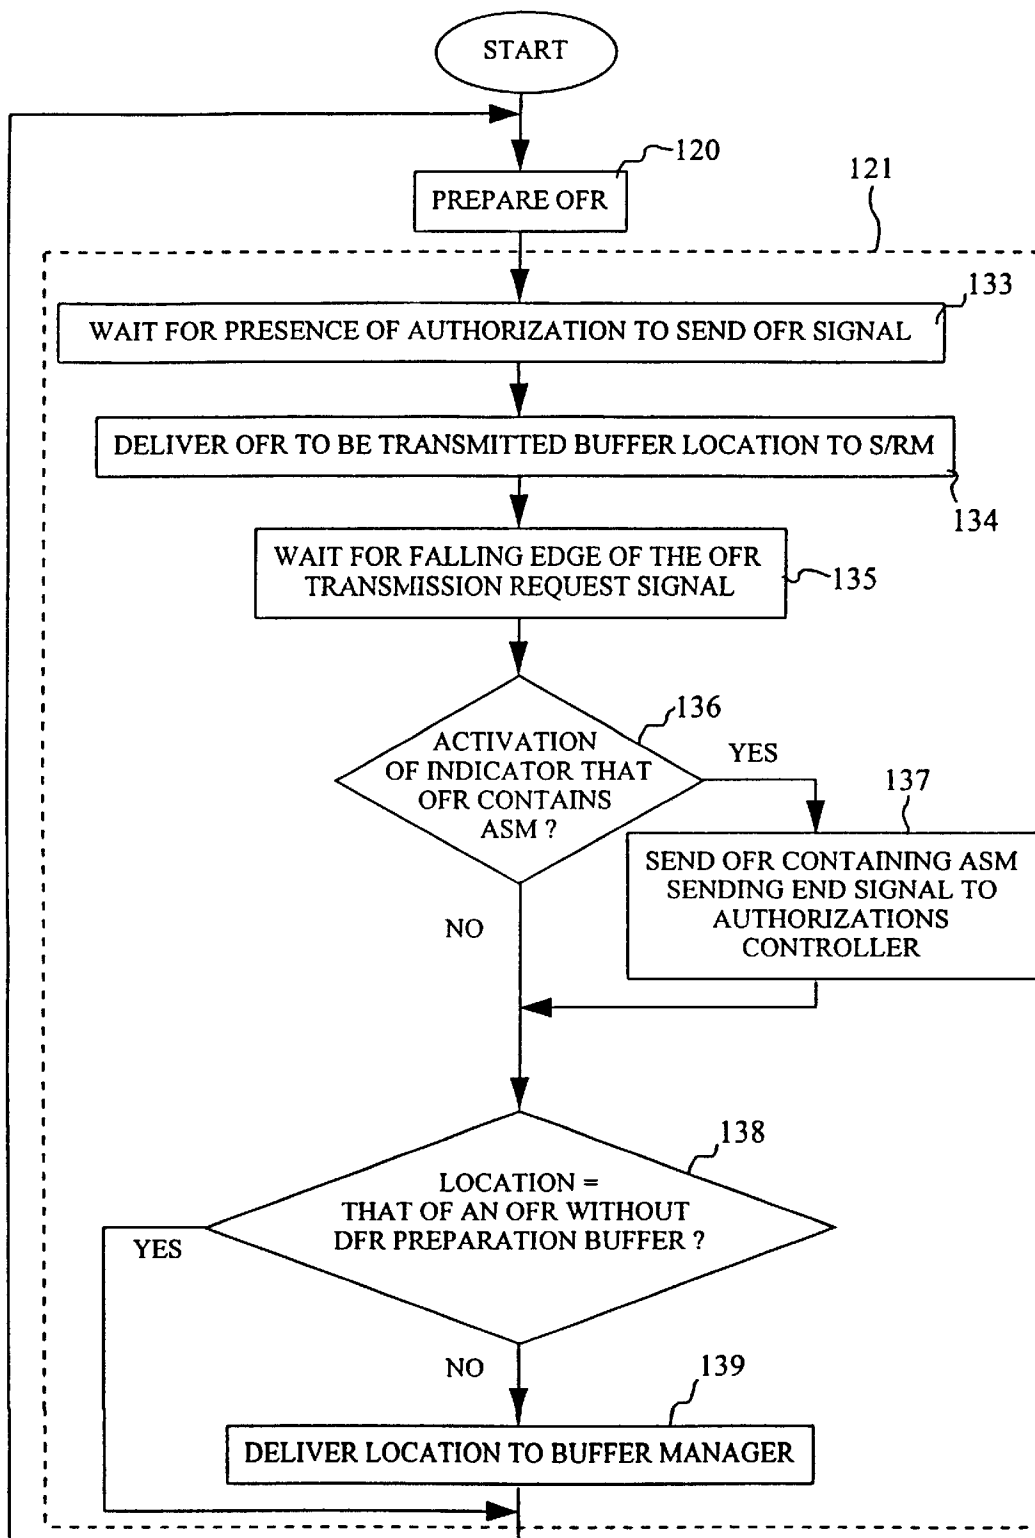 START
120
PREPARE OFR
121
133
WAIT FOR PRESENCE OF AUTHORIZATION TO SEND OFR SIGNAL
DELIVER OFR TO BE TRANSMITTED BUFFER LOCATION TO S/RM
134
WAIT FOR FALLING EDGE OF THE OFR
TRANSMISSION REQUEST SIGNAL
135
136
ACTIVATION
OF INDICATOR THAT
OFR CONTAINS
ASM ?
YES
137
SEND OFR CONTAINING ASM
SENDING END SIGNAL TO
AUTHORIZATIONS
CONTROLLER
NO
138
LOCATION =
THAT OF AN OFR WITHOUT
DFR PREPARATION BUFFER ?
YES
NO
139
DELIVER LOCATION TO BUFFER MANAGER